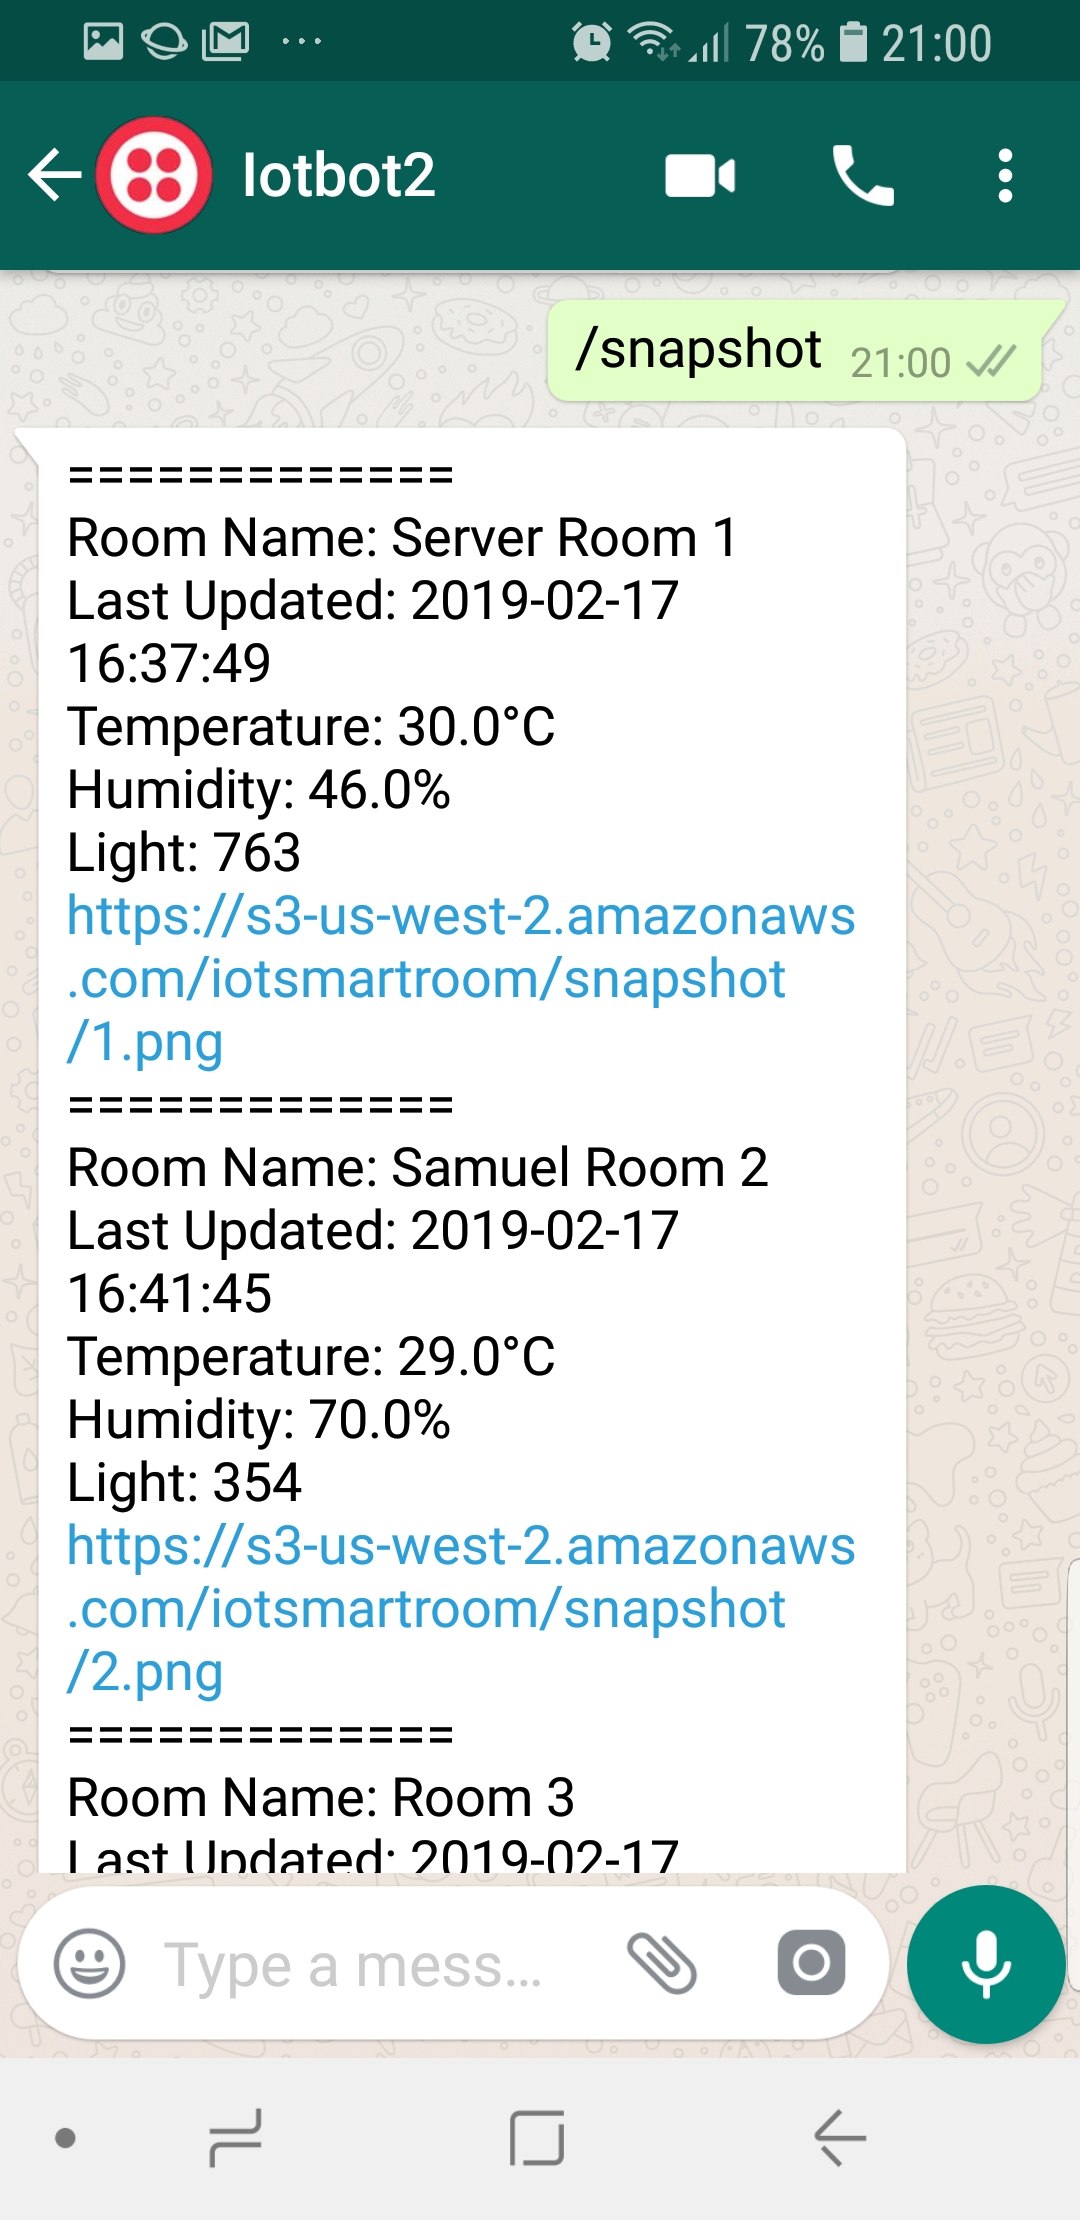 78% 21:00
Iotbot2
/snapshot 21:00
=============
Room Name: Server Room 1
Last Updated: 2019-02-17
16:37:49
Temperature: 30.0°C
Humidity: 46.0%
Light: 763
https://s3-us-west-2.amazonaws
.com/iotsmartroom/snapshot
/1.png
=============
Room Name: Samuel Room 2
Last Updated: 2019-02-17
16:41:45
Temperature: 29.0°C
Humidity: 70.0%
Light: 354
https://s3-us-west-2.amazonaws
.com/iotsmartroom/snapshot
/2.png
=============
Room Name: Room 3
Last Updated: 2019-02-17
Type a mess...